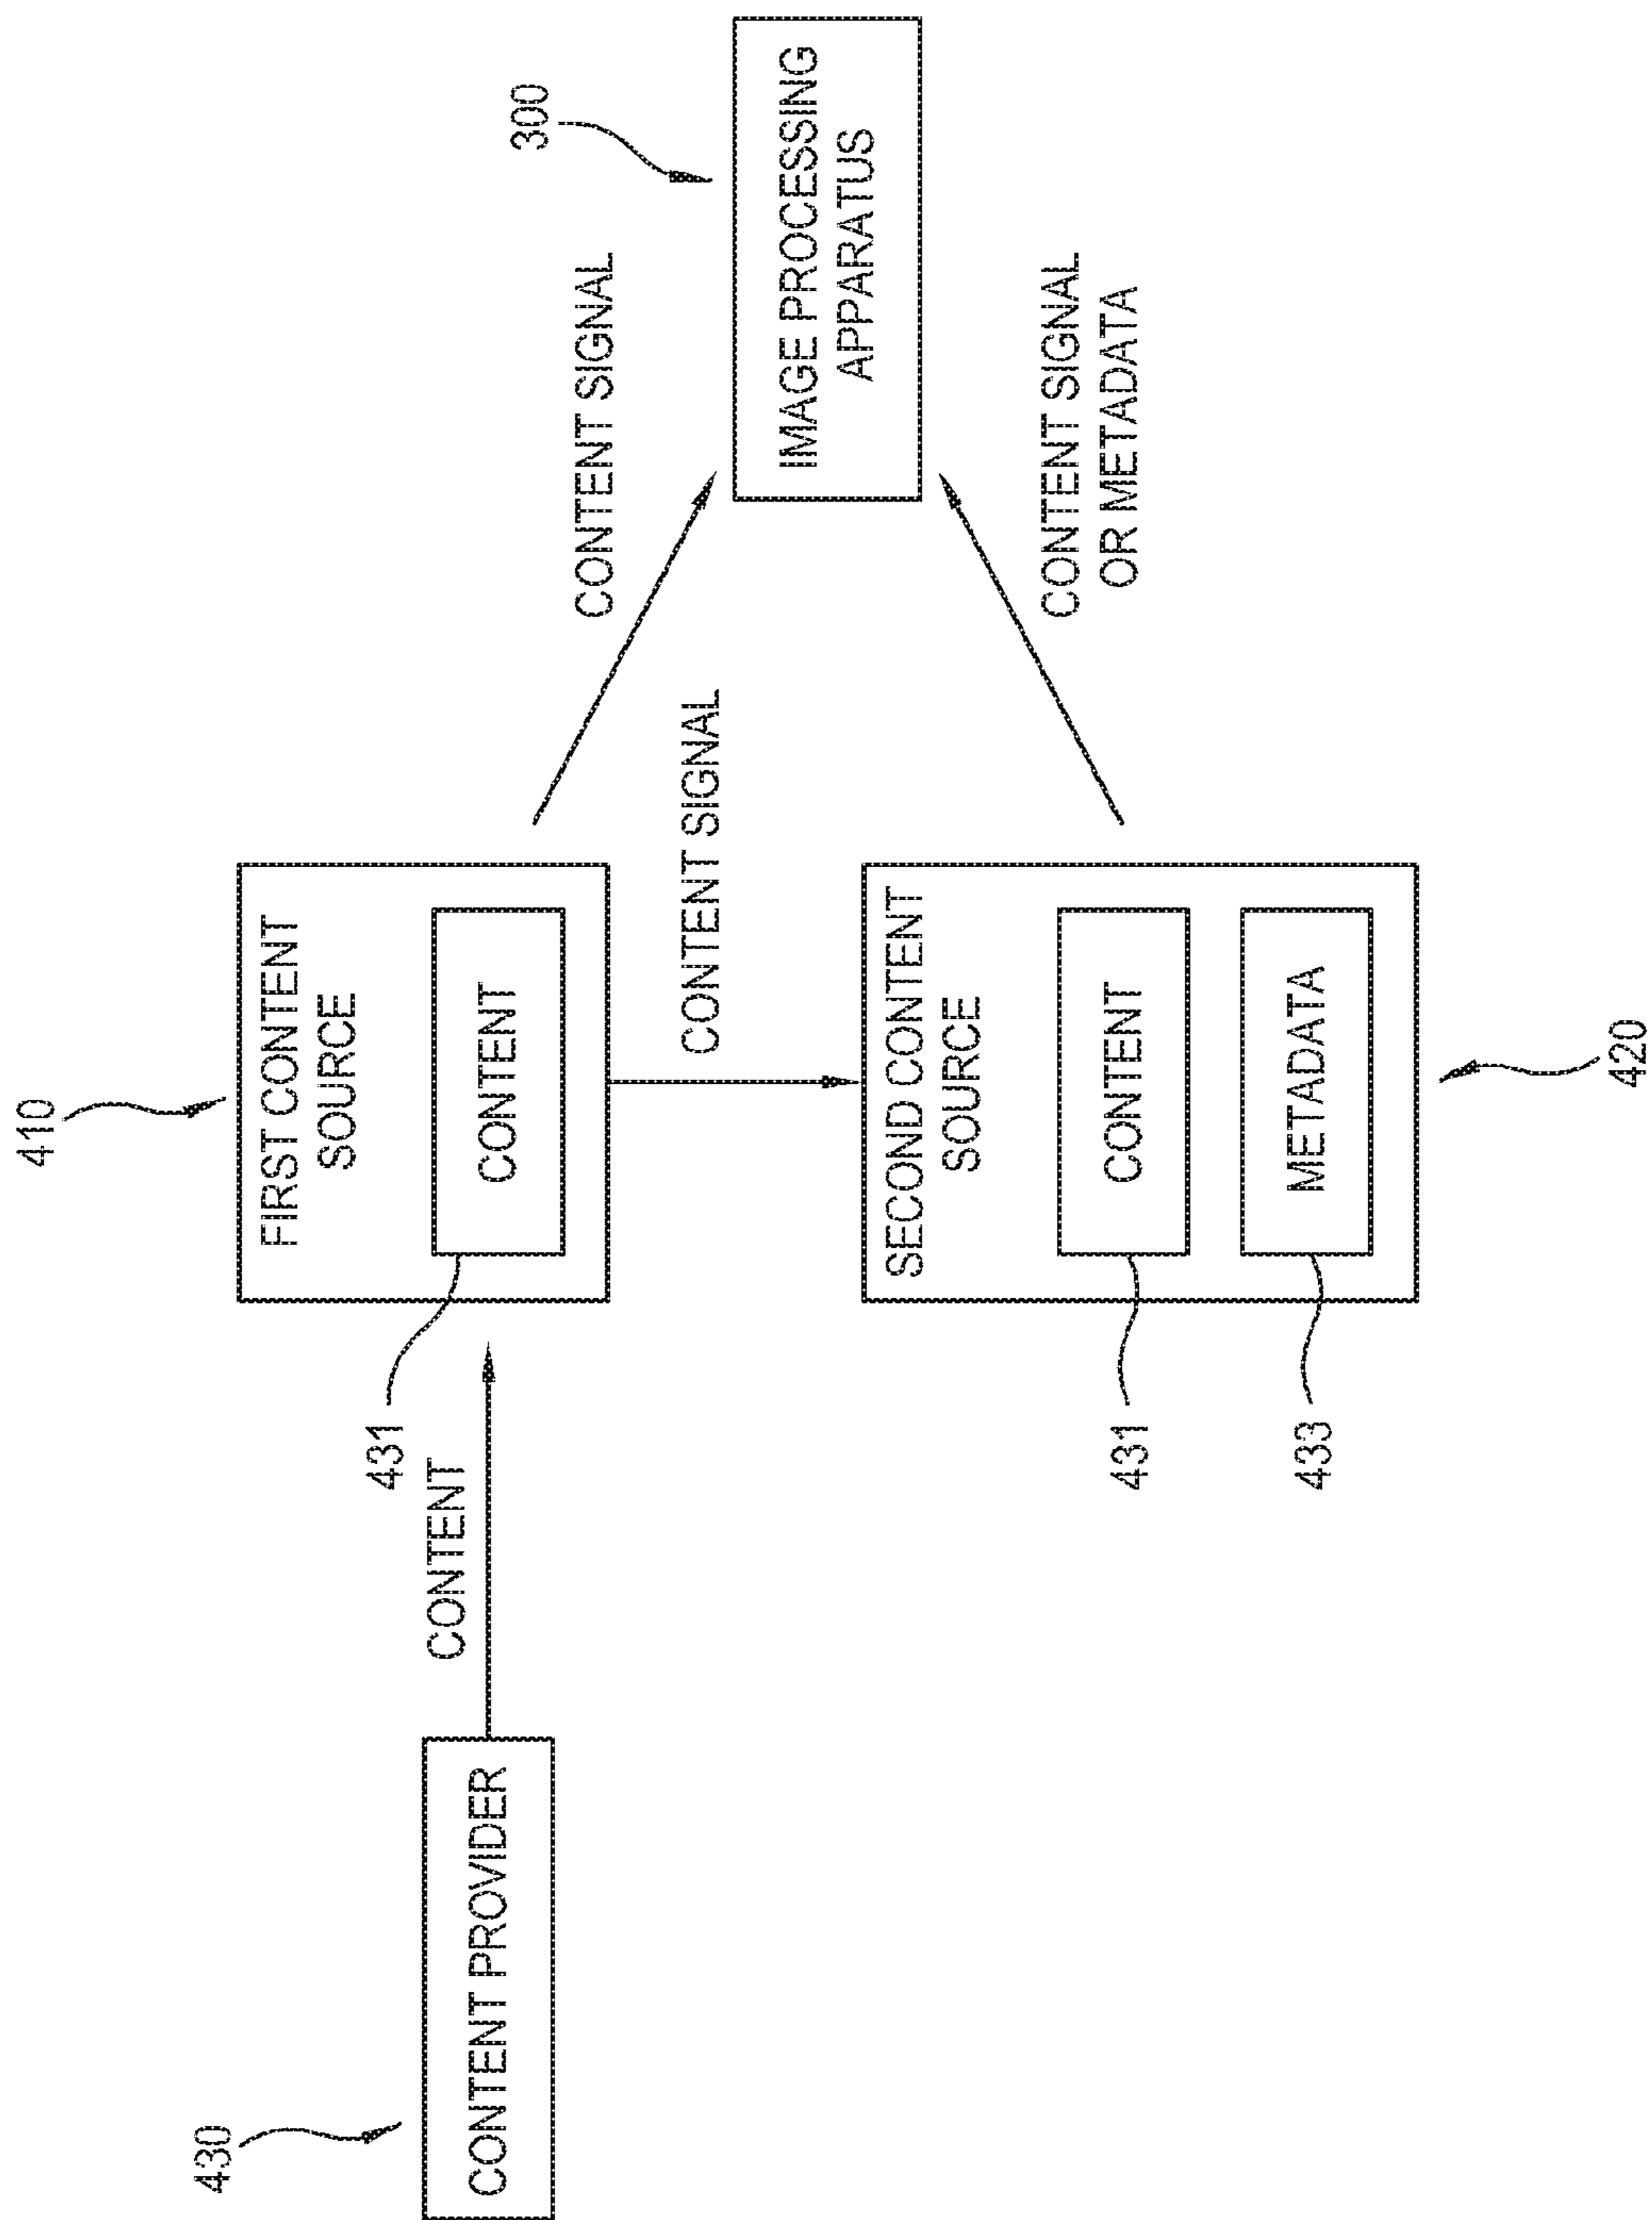 430
CONTENT PROVIDER
CONTENT
410
FIRST CONTENT
SOURCE
CONTENT
431
CONTENT SIGNAL
SECOND CONTENT
SOURCE
CONTENT
431
METADATA
433
420
CONTENT SIGNAL
CONTENT SIGNAL
OR METADATA
300
IMAGE PROCESSING
APPARATUS